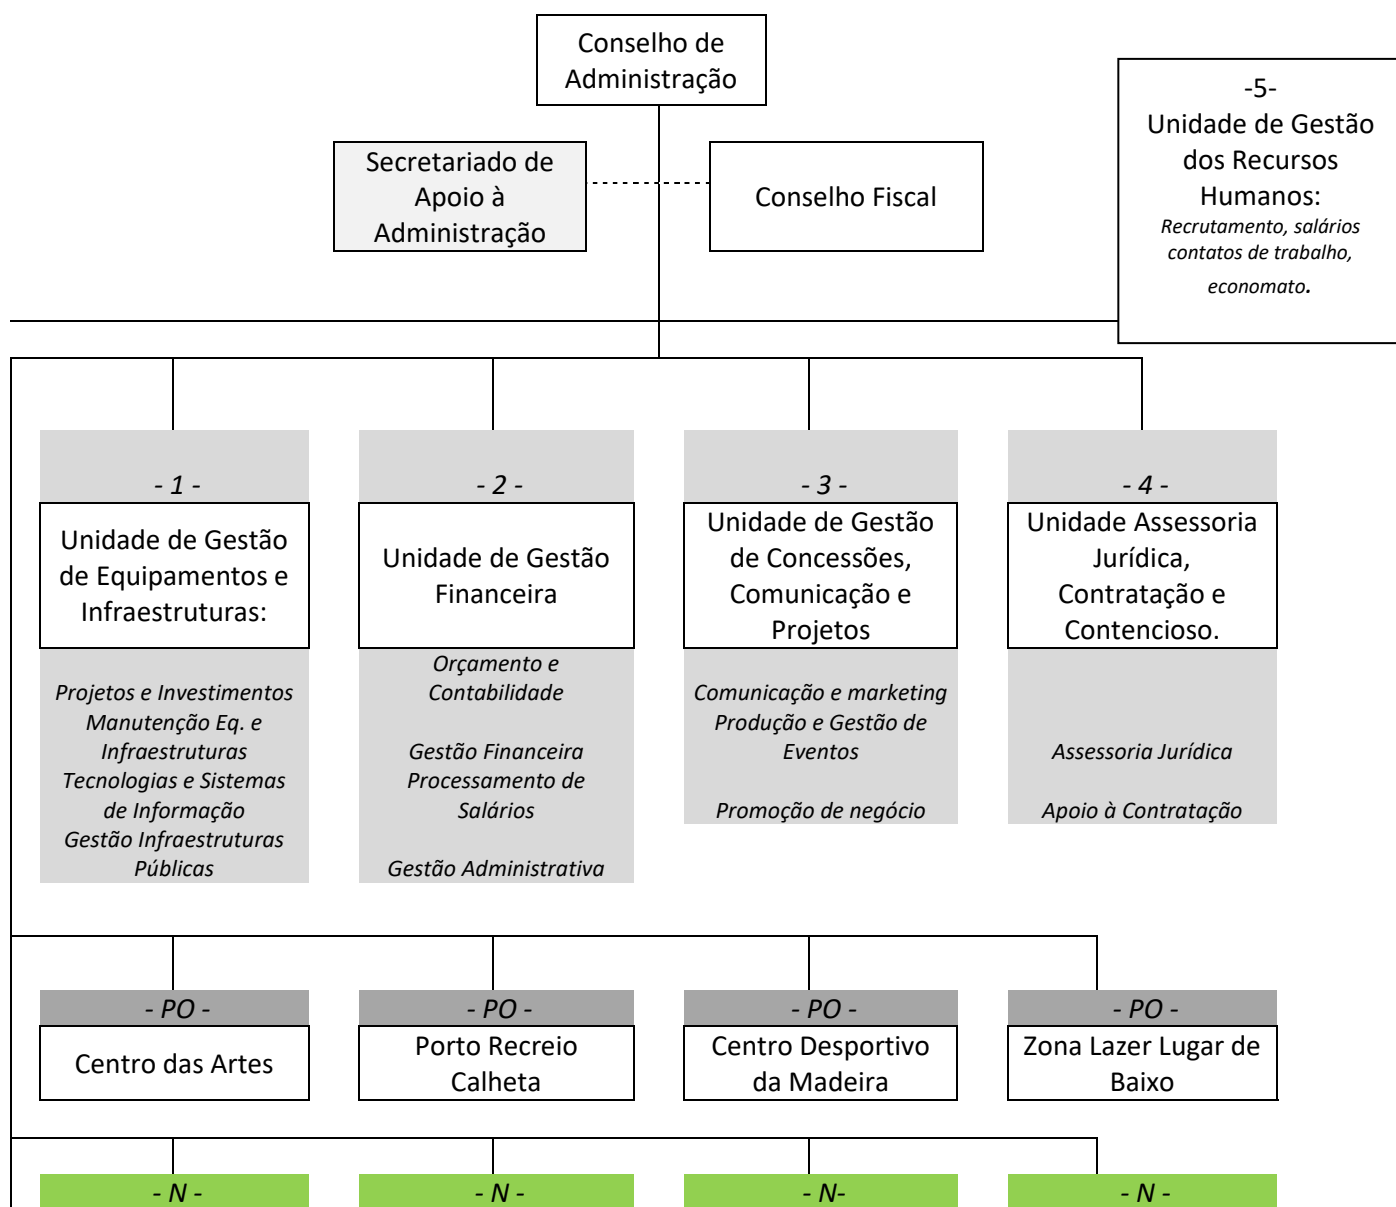 Conselho de
Administração
-5-
Unidade de Gestão
dos Recursos
Humanos:
Recrutamento, salários
contatos de trabalho,
economato.
Secretariado de
Apoio à
Administração
Conselho Fiscal
- 1 -
Unidade de Gestão
de Equipamentos e
Infraestruturas:
Projetos e Investimentos
Manutenção Eq. e
Infraestruturas
Tecnologias e Sistemas
de Informação
Gestão Infraestruturas
Públicas
- 2 -
Unidade de Gestão
Financeira
Orçamento e
Contabilidade
Gestão Financeira
Processamento de
Salários
Gestão Administrativa
- 3 -
Unidade de Gestão
de Concessões,
Comunicação e
Projetos
Comunicação e marketing
Produção e Gestão de
Eventos
Promoção de negócio
- 4 -
Unidade Assessoria
Jurídica,
Contratação e
Contencioso.
Assessoria Jurídica
Apoio à Contratação
- PO -
Centro das Artes
- PO -
Porto Recreio
Calheta
- PO -
Centro Desportivo
da Madeira
- PO -
Zona Lazer Lugar de
Baixo
- N -
- N -
- N-
- N -